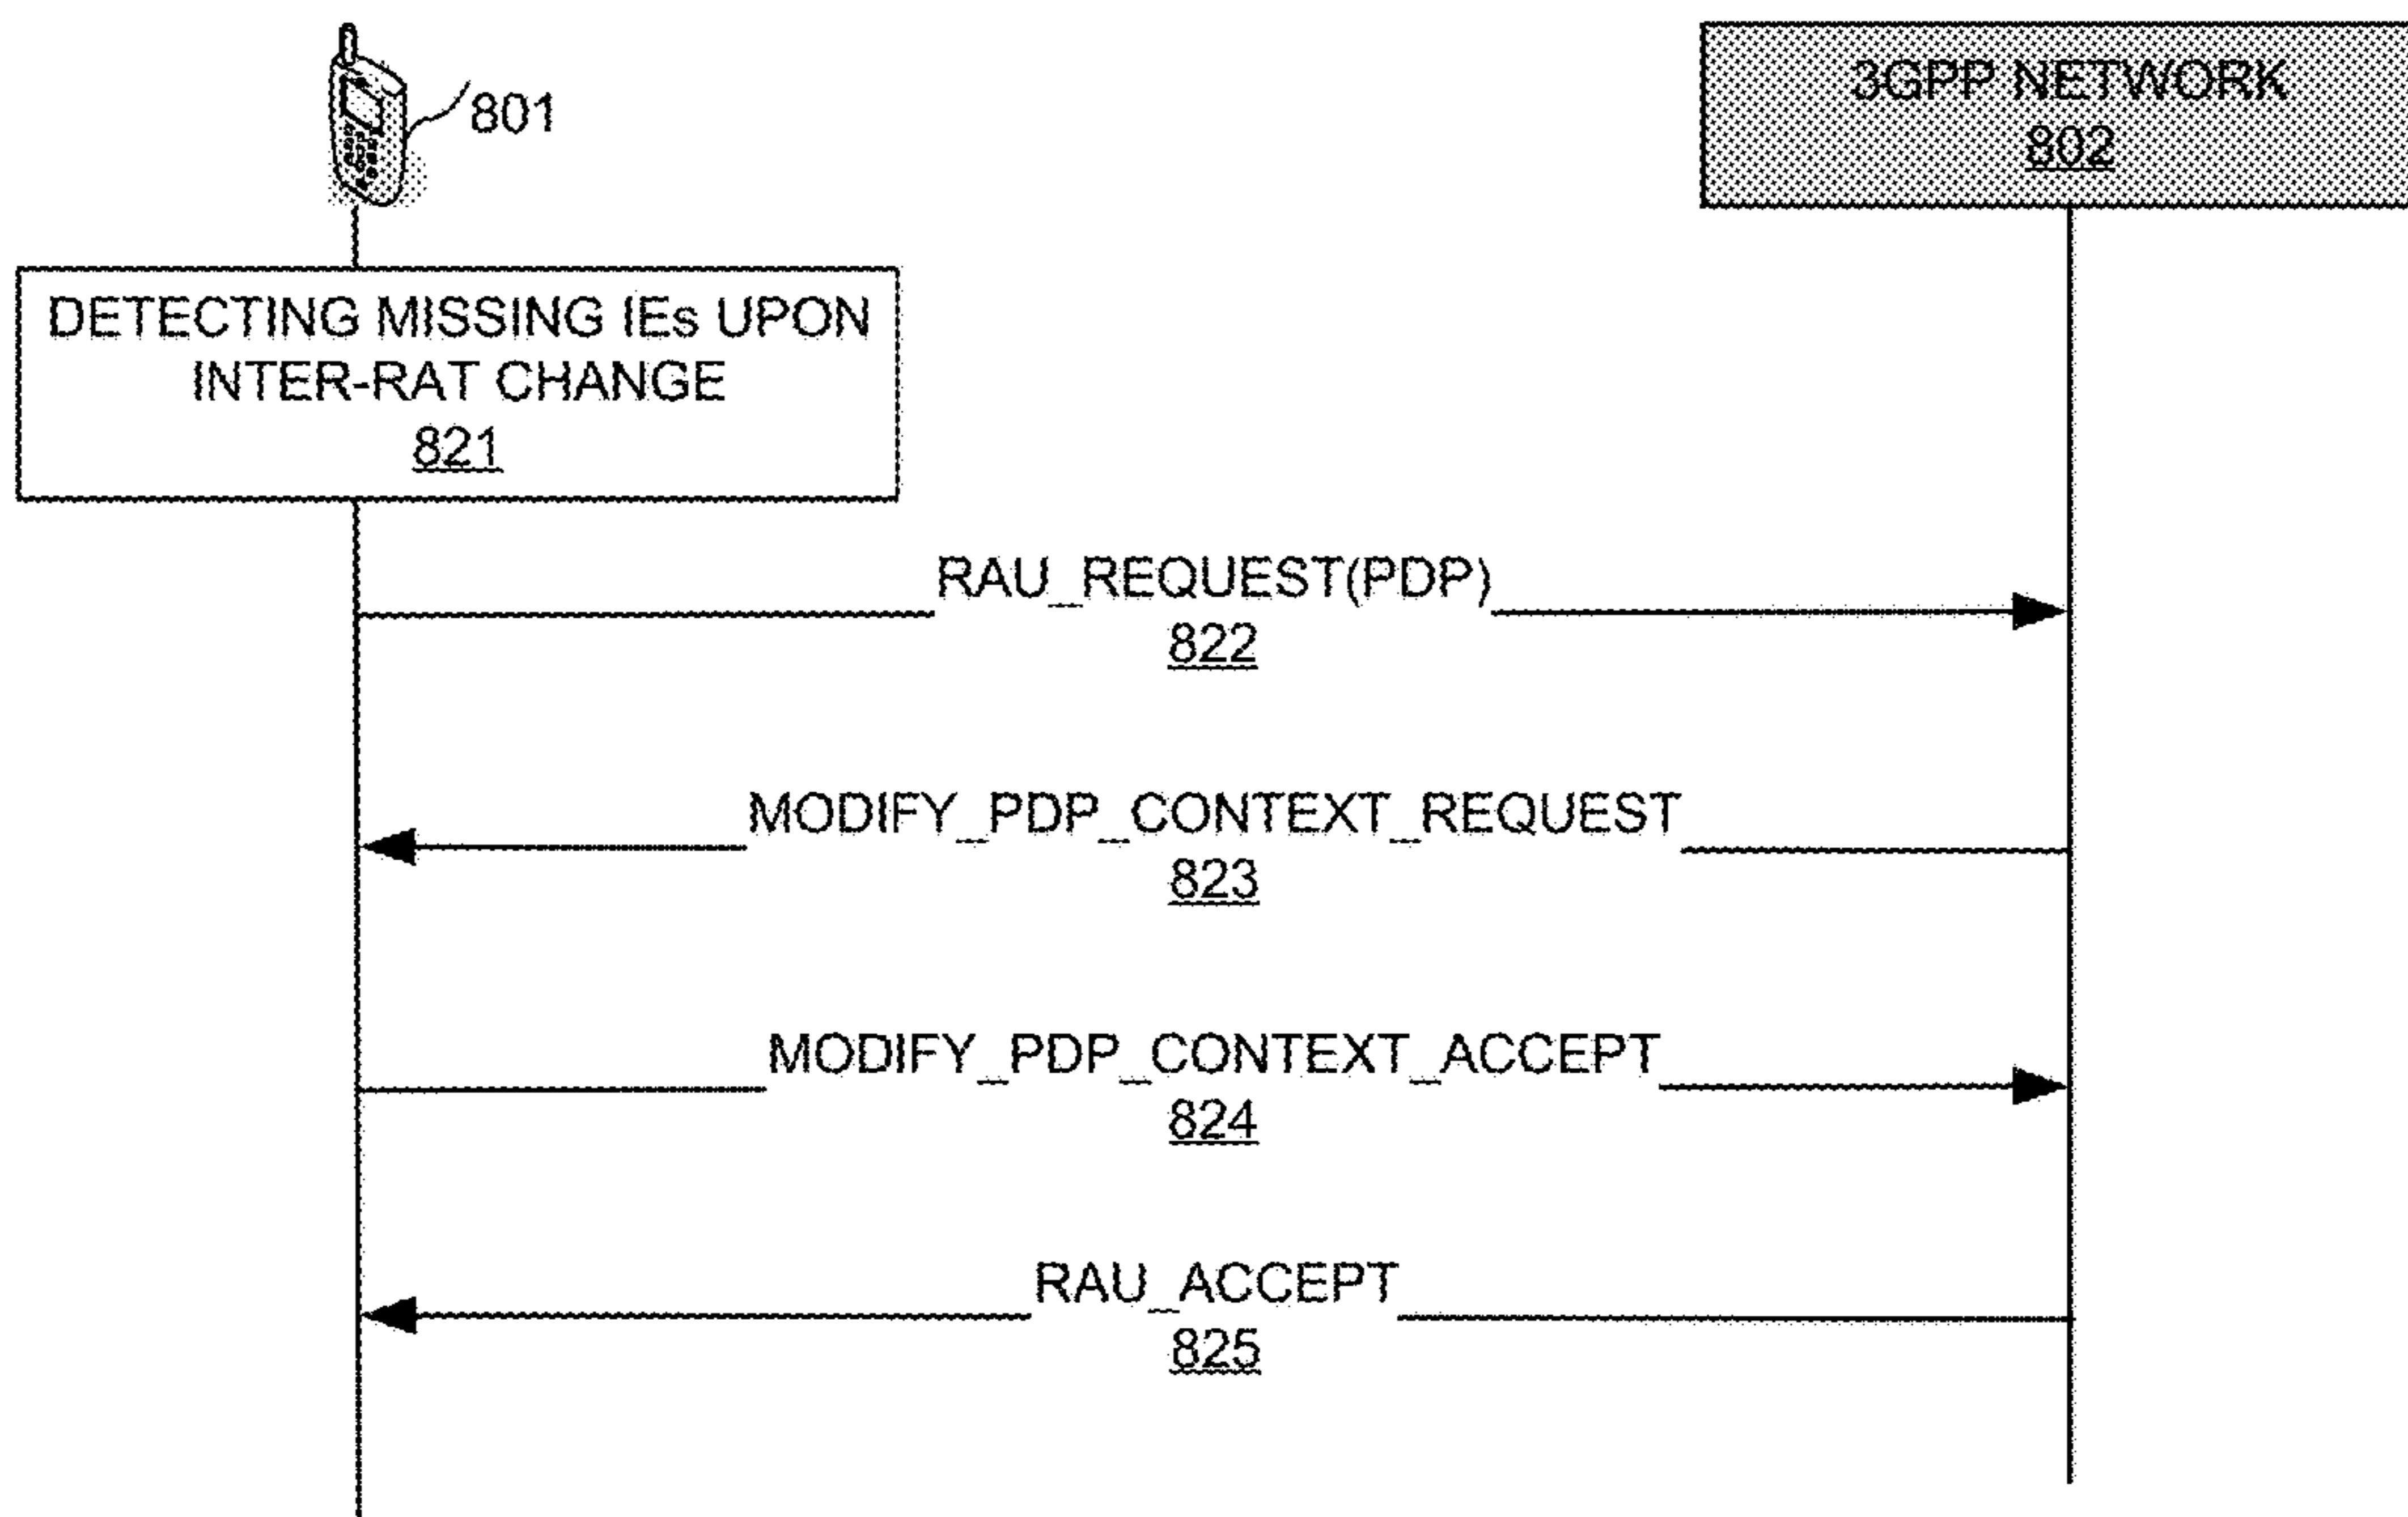 801
3GPP NETWORK
802
DETECTING MISSING IEs UPON
INTER-RAT CHANGE
821
RAU_REQUEST(PDP)
822
MODIFY_PDP_CONTEXT_REQUEST
823
MODIFY_PDP_CONTEXT_ACCEPT
824
RAU_ACCEPT
825